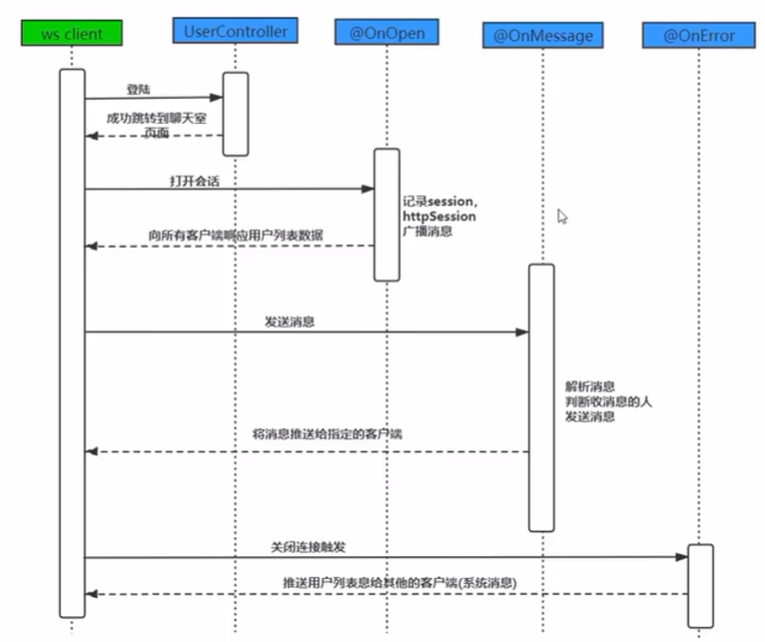 ws client
UserController
@OnOpen
@OnMessage
@OnError
登陆
成功跳转到聊天室
页面
打开会话
记录session，
httpSession
广播消息
向所有客户端响应用户列表数据
发送消息
解析消息
判断收消息的人
发送消息
将消息推送给指定的客户端
关闭连接触发
推送用户列表息给其他的客户端(系统消息)